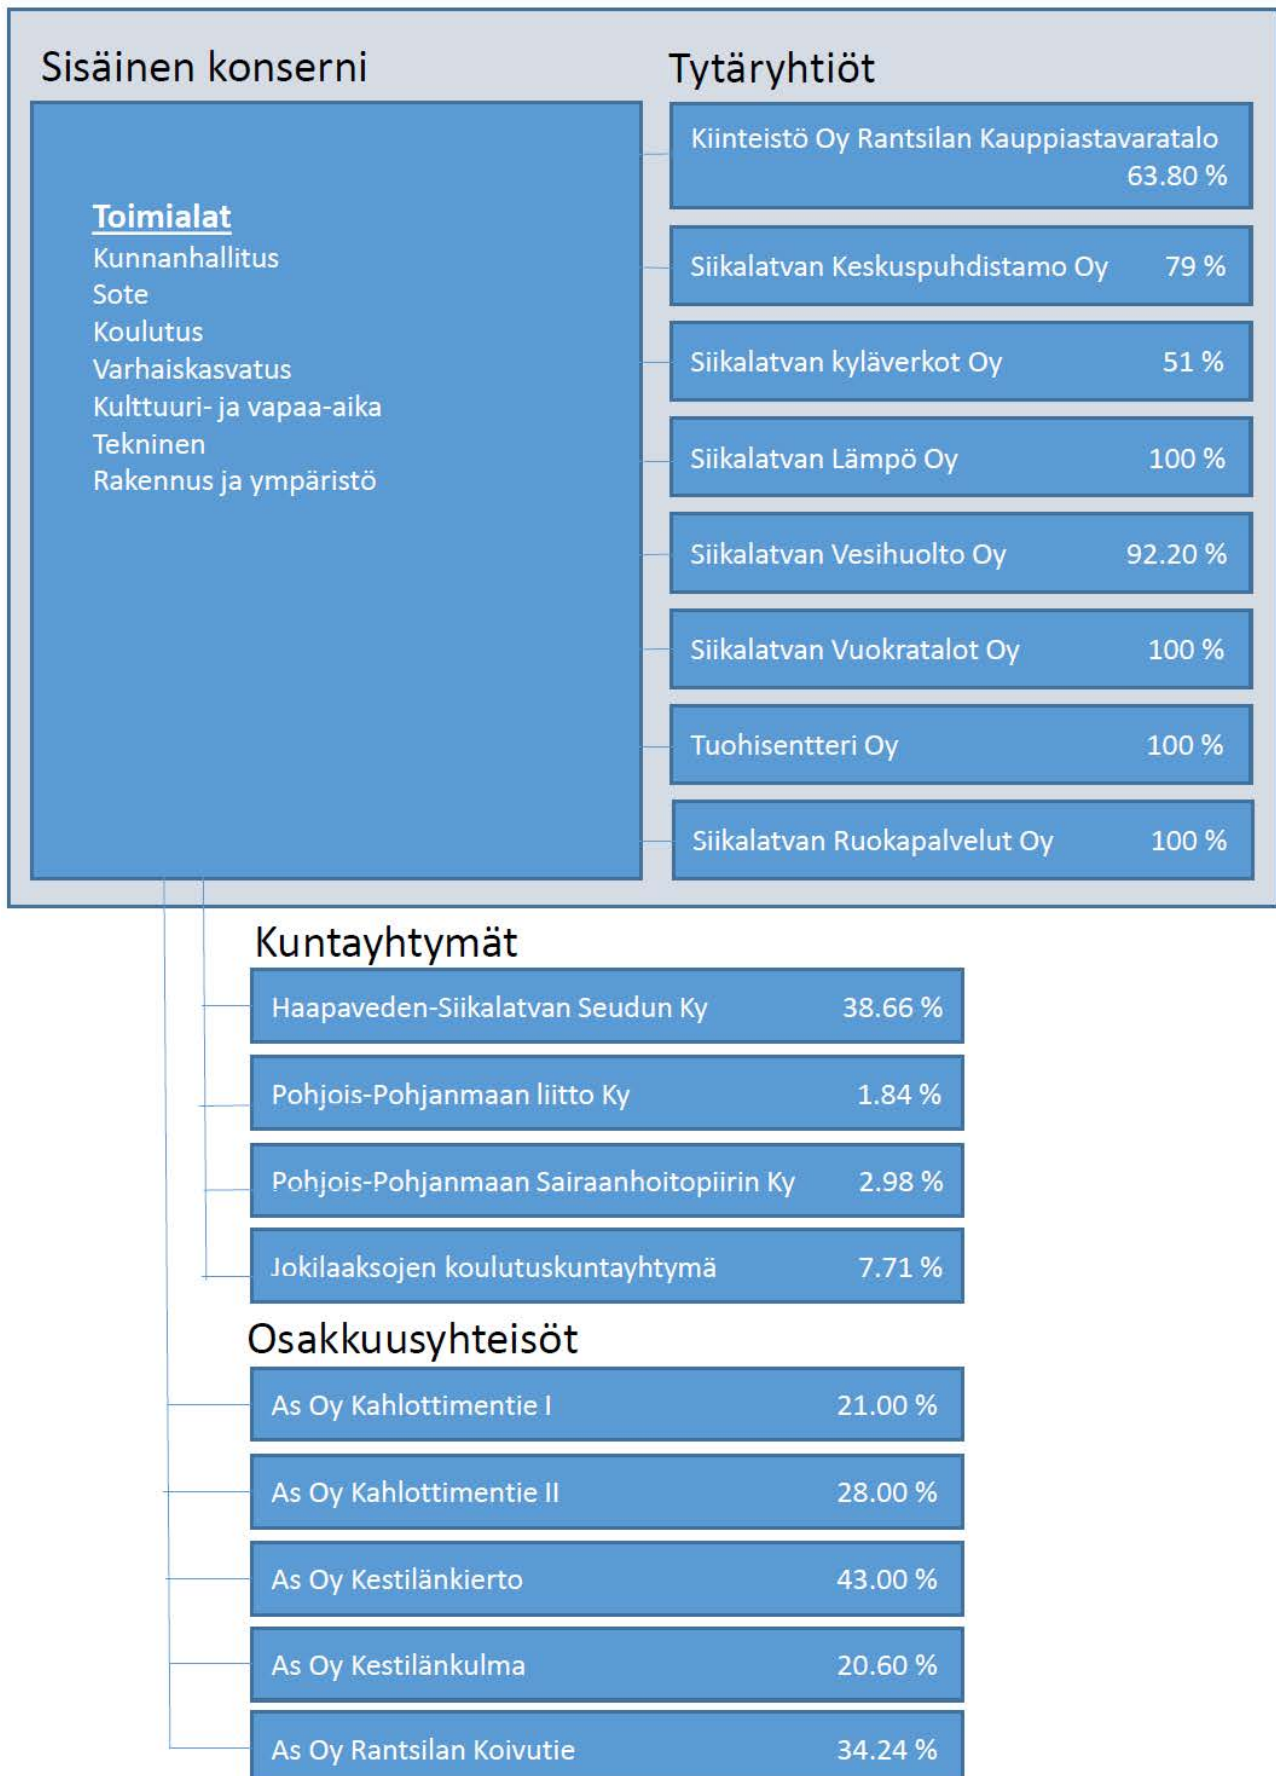 Sisäinen konserni
Toimialat
Kunnanhallitus
Sote
Koulutus
Varhaiskasvatus
Kulttuuri- ja vapaa-aika
Tekninen
Rakennus ja ympäristö
Tytäryhtiöt
Kiinteistö Oy Rantsilan Kauppiastavaratalo
63.80 %
Siikalatvan Keskuspuhdistamo Oy 79 %
Siikalatvan kyläverkot Oy 51 %
Siikalatvan Lämpö Oy 100 %
Siikalatvan Vesihuolto Oy 92.20 %
Siikalatvan Vuokratalot Oy 100 %
Tuohisentteri Oy 100 %
Siikalatvan Ruokapalvelut Oy 100 %
Kuntayhtymät
Haapaveden-Siikalatvan Seudun Ky 38.66 %
Pohjois-Pohjanmaan liitto Ky 1.84 %
Pohjois-Pohjanmaan Sairaanhoitopiirin Ky 2.98 %
Jokilaaksojen koulutuskuntayhtymä 7.71 %
Osakkuusyhteisöt
As Oy Kahlottimentie I 21.00 %
As Oy Kahlottimentie II 28.00 %
As Oy Kestilänkierto 43.00 %
As Oy Kestilänkulma 20.60 %
As Oy Rantsilan Koivutie 34.24 %